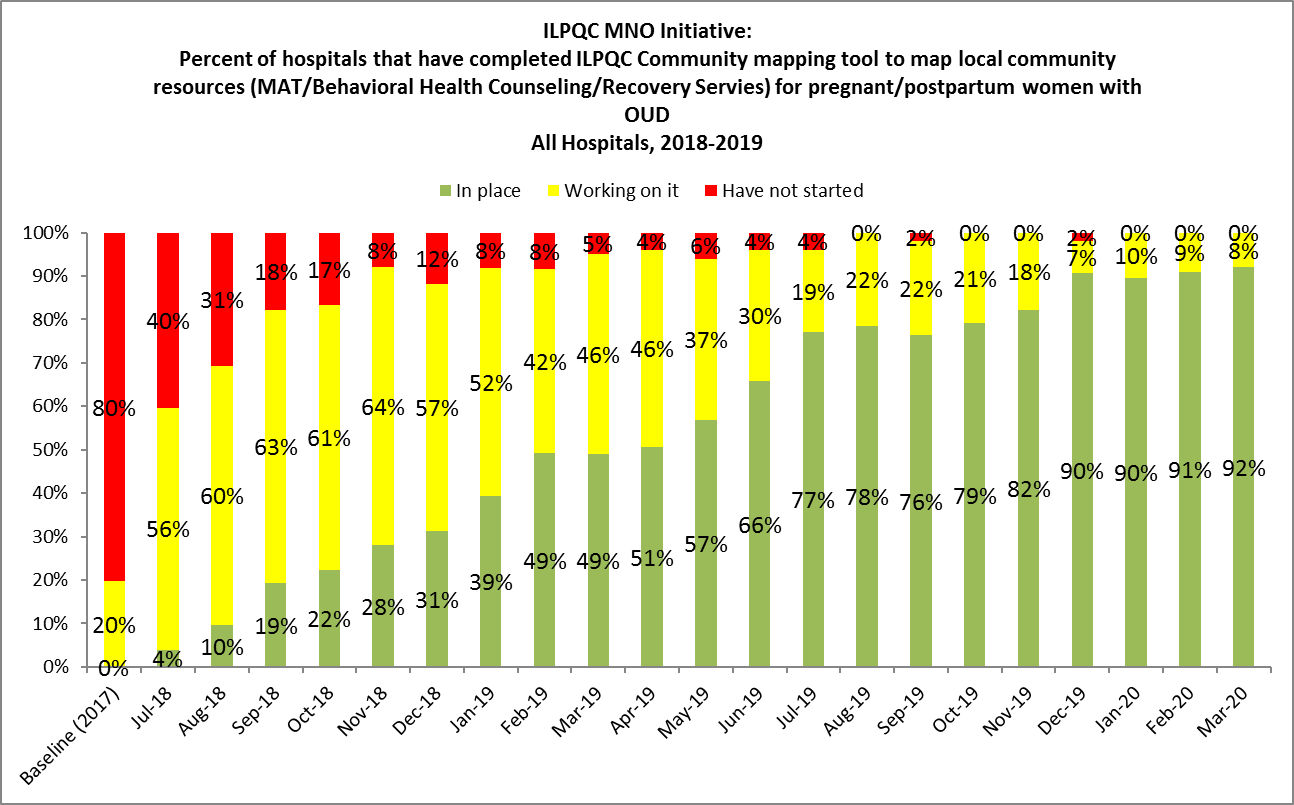 ILPQC MNO Initiative:
Percent of hospitals that have completed ILPQC Community mapping tool to map local community
resources (MAT/Behavioral Health Counseling/Recovery Servies) for pregnant/postpartum women with
OUD
All Hospitals, 2018-2019
In place Working on it Have not started
100%
90%
80%
70%
60%
50%
40%
30%
20%
10%
0%
80% 40% 31% 18% 17% 8% 12% 8% 8% 5% 4% 6% 4% 4% 0% 2% 0% 0% 2% 0% 0% 0%
20% 56% 60% 63% 61% 64% 57% 52% 42% 46% 46% 37% 30% 19% 22% 22% 21% 18% 7% 10% 9% 8%
0% 4% 10% 19% 22% 28% 31% 39% 49% 49% 51% 57% 66% 77% 78% 76% 79% 82% 90% 90% 91% 92%
Baseline (2017) Jul-18 Aug-18 Sep-18 Oct-18 Nov-18 Dec-18 Jan-19 Feb-19 Mar-19 Apr-19 May-19 Jun-19 Jul-19 Aug-19 Sep-19 Oct-19 Nov-19 Dec-19 Jan-20 Feb-20 Mar-20